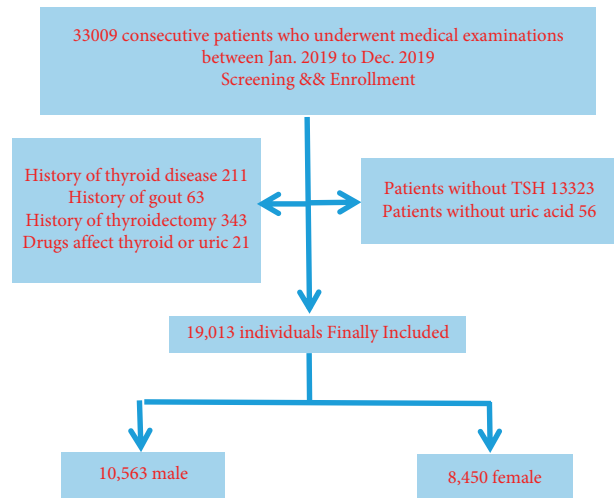 33009 consecutive patients who underwent medical examinations
between Jan. 2019 to Dec. 2019
Screening && Enrollment
History of thyroid disease 211
History of gout 63
History of thyroidectomy 343
Drugs affect thyroid or uric 21
Patients without TSH 13323
Patients without uric acid 56
19,013 individuals Finally Included
10,563 male
8,450 female